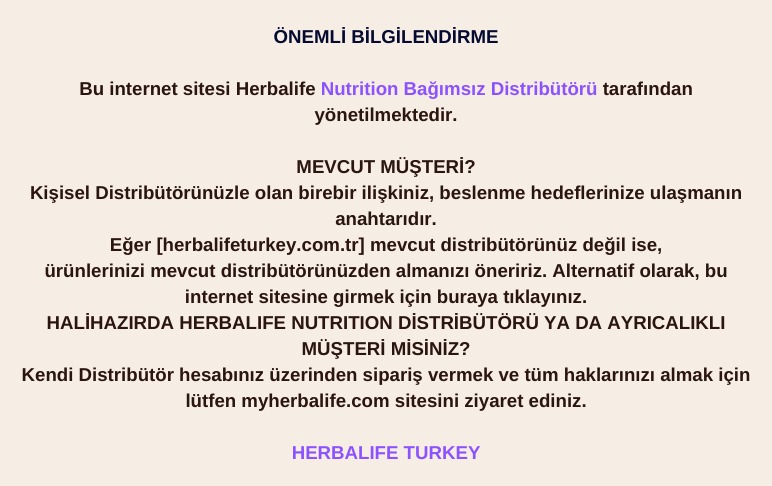 ÖNEMLİ BİLGİLENDİRME
Bu internet sitesi Herbalife Nutrition Bağımsız Distribütörü tarafından
yönetilmektedir.
MEVCUT MÜŞTERİ?
Kişisel Distribütörünüzle olan birebir ilişkiniz, beslenme hedeflerinize ulaşmanın
anahtarıdır.
Eğer [herbalifeturkey.com.tr] mevcut distribütörünüz değil ise,
ürünlerinizi mevcut distribütörünüzden almanızı öneririz. Alternatif olarak, bu
internet sitesine girmek için buraya tıklayınız.
HALİHAZIRDA HERBALIFE NUTRITION DİSTRİBÜTÖRÜ YA DA AYRICALIKLI
MÜŞTERİ MİSİNİZ?
Kendi Distribütör hesabınız üzerinden sipariş vermek ve tüm haklarınızı almak için
lütfen myherbalife.com sitesini ziyaret ediniz.
HERBALIFE TURKEY